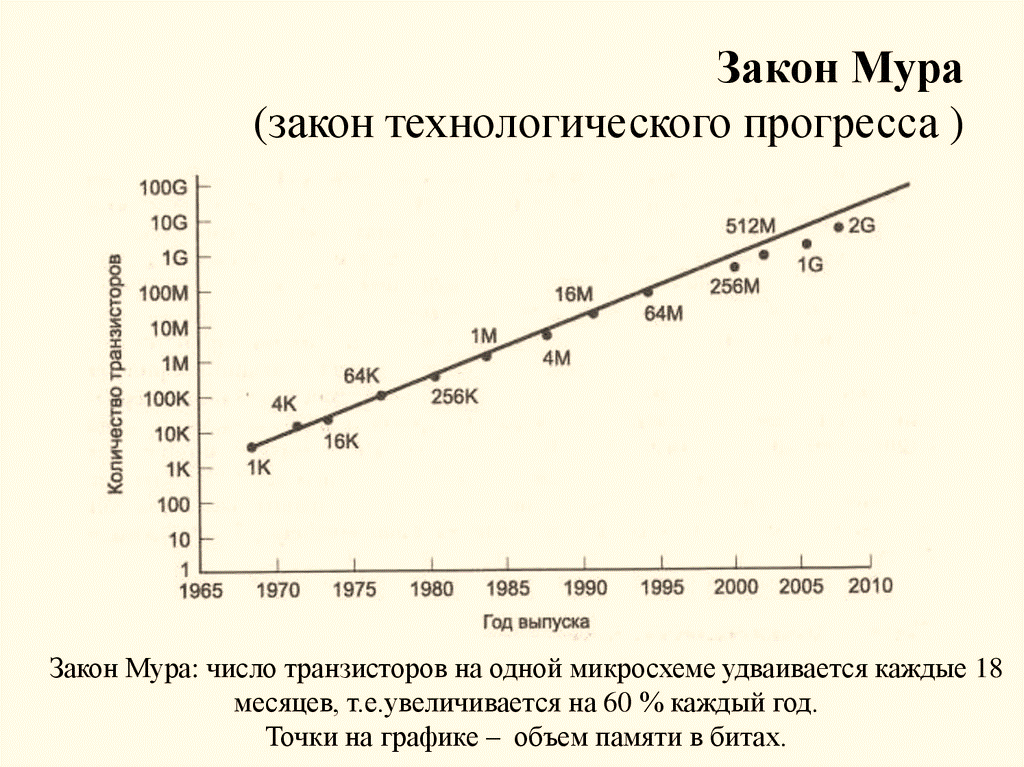 Закон Мура
(закон технологического прогресса )
100G
10G
1G
100M
10M
1M
100K
10K
1K
100
10
1
Количество транзисторов
1K
4K
16K
64K
256K
1M
4M
16M
64M
256M
512M
1G
2G
1965 1970 1975 1980 1985 1990 1995 2000 2005 2010
Год выпуска
Закон Мура: число транзисторов на одной микросхеме удваивается каждые 18
месяцев, т.е.увеличивается на 60 % каждый год.
Точки на графике – объем памяти в битах.